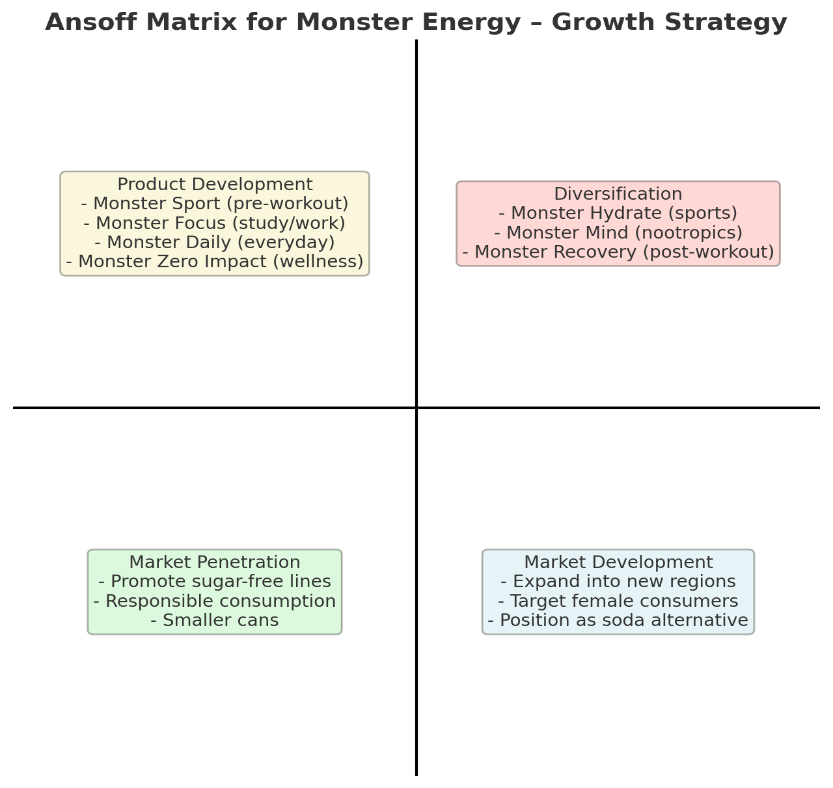 Ansoff Matrix for Monster Energy – Growth Strategy
Product Development
- Monster Sport (pre-workout)
- Monster Focus (study/work)
- Monster Daily (everyday)
- Monster Zero Impact (wellness)
Diversification
- Monster Hydrate (sports)
- Monster Mind (nootropics)
- Monster Recovery (post-workout)
Market Penetration
- Promote sugar-free lines
- Responsible consumption
- Smaller cans
Market Development
- Expand into new regions
- Target female consumers
- Position as soda alternative